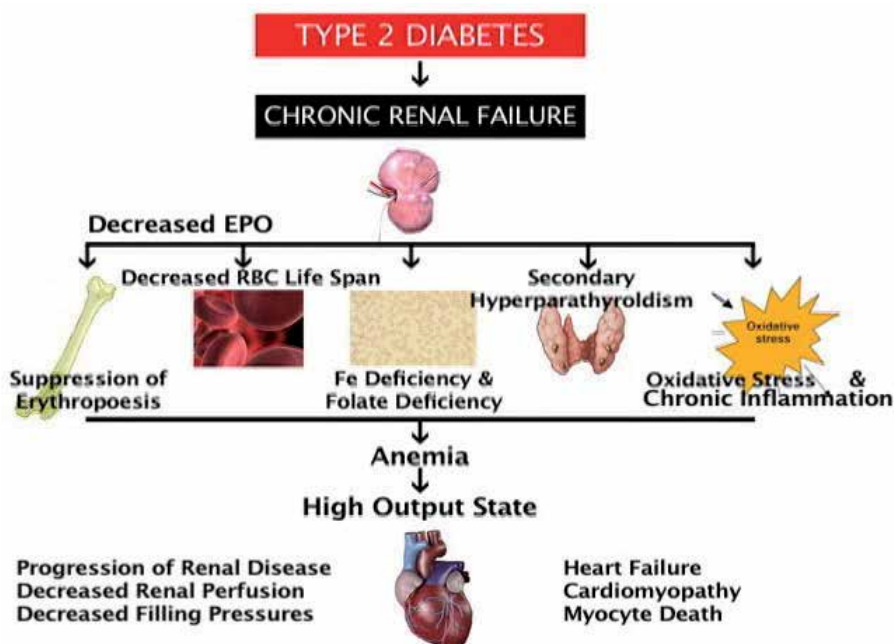 TYPE 2 DIABETES
CHRONIC RENAL FAILURE
Decreased EPO
Decreased RBC Life Span
Secondary
Hyperparathyroldism
Oxidative
stress
Suppression of
Erythropoesis
Fe Deficiency &
Folate Deficiency
Oxidative Stress &
Chronic Inflammation
Anemia
High Output State
Progression of Renal Disease
Decreased Renal Perfusion
Decreased Filling Pressures
Heart Failure
Cardiomyopathy
Myocyte Death